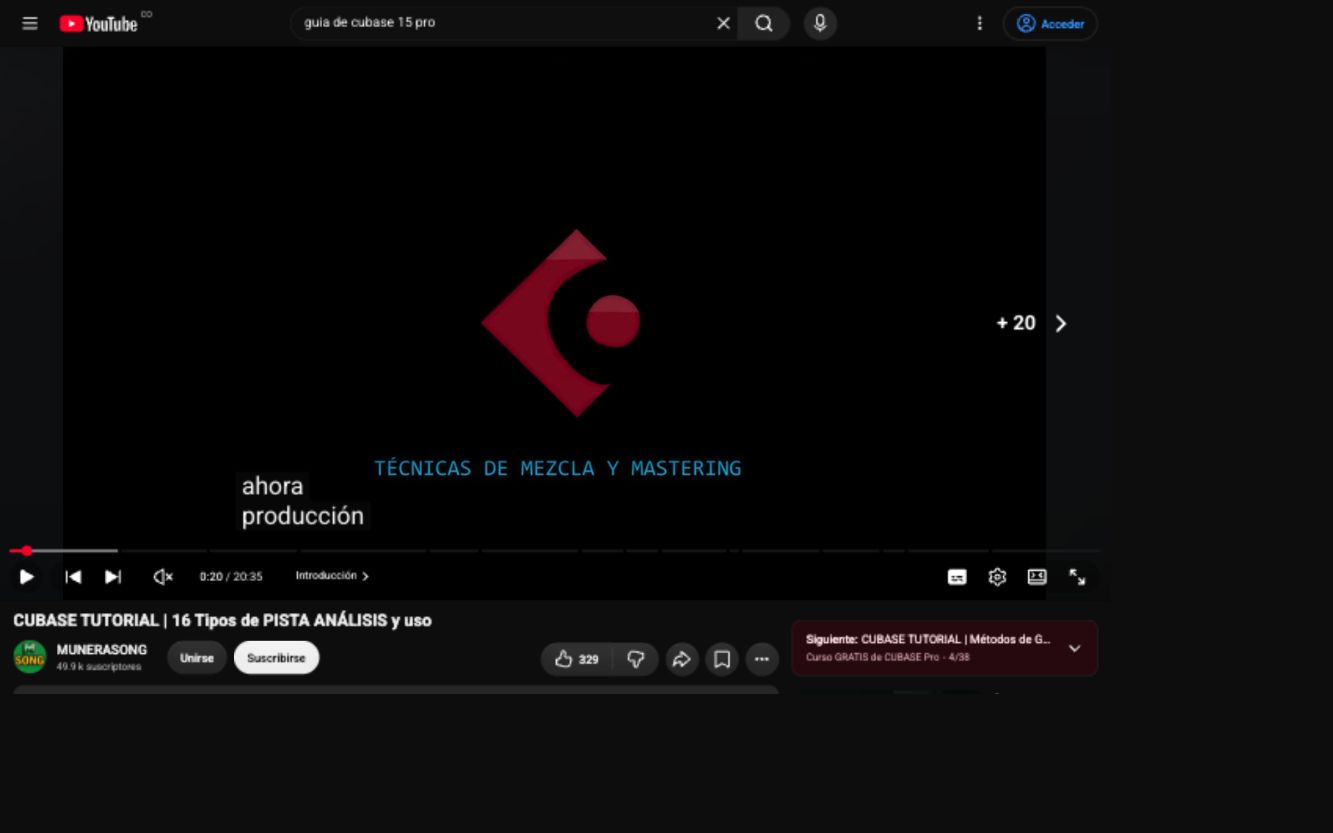 YouTube CO
guia de cubase 15 pro
Acceder
+ 20
TÉCNICAS DE MEZCLA Y MASTERING
ahora
producción
0:20 / 20:35
Introducción
CUBASE TUTORIAL | 16 Tipos de PISTA ANÁLISIS y uso
MUNERASONG
49.9 k suscriptores
SONG
Unirse
Suscribirse
329
Siguiente: CUBASE TUTORIAL | Métodos de G...
Curso GRATIS de CUBASE Pro - 4/38